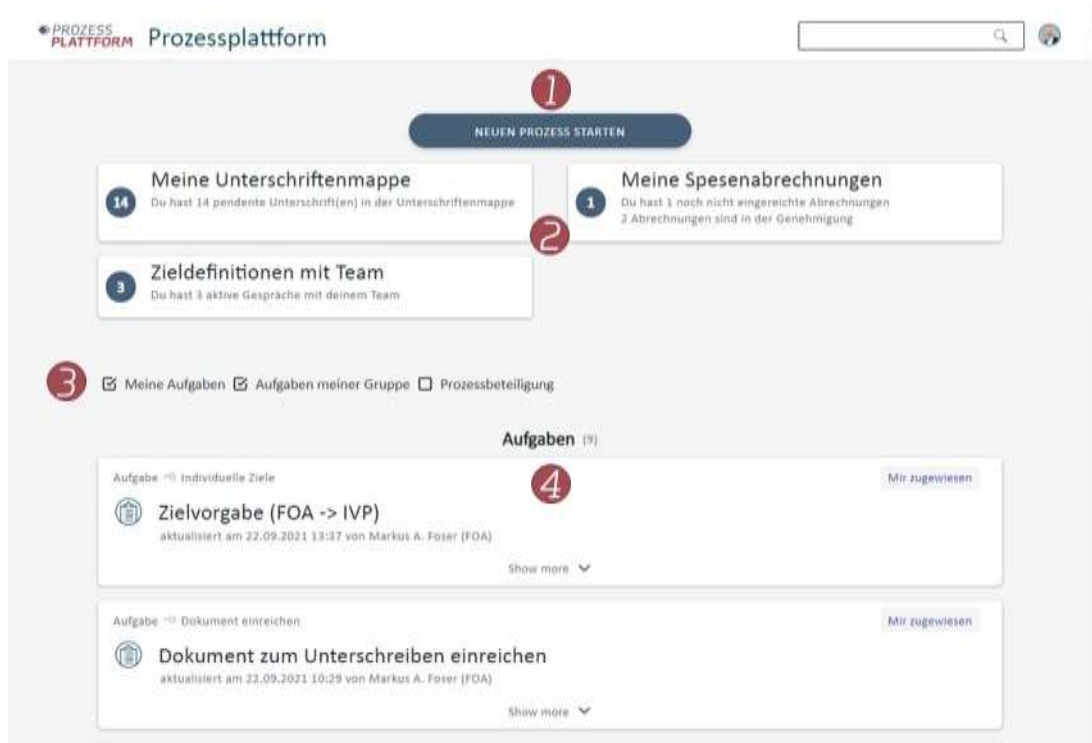 PROZESS
PLATTFORM
Prozessplattform
1
NEUEN PROZESS STARTEN
14
Meine Unterschriftenmappe
Du hast 14 pendente Unterschrift(en) in der Unterschriftenmappe
1
Meine Spesenabrechnungen
Du hast 1 noch nicht eingereichte Abrechnungen
2 Abrechnungen sind in der Genehmigung
2
3
Zieldefinitionen mit Team
Du hast 3 aktive Gespräche mit deinem Team
3
Meine Aufgaben Aufgaben meiner Gruppe Prozessbeteiligung
Aufgaben (9)
4
Aufgabe Individuelle Ziele
Mir zugewiesen
Zielvorgabe (FOA -> IVP)
aktualisiert am 22.09.2021 13:37 von Markus A. Foser (FOA)
Show more
Aufgabe Dokument einreichen
Mir zugewiesen
Dokument zum Unterschreiben einreichen
aktualisiert am 22.09.2021 10:29 von Markus A. Foser (FOA)
Show more